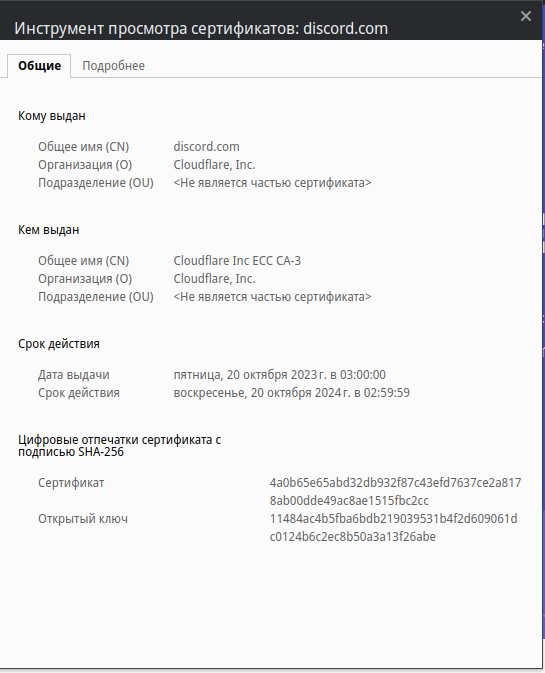 Инструмент просмотра сертификатов: discord.com
Общие Подробнее
Кому выдан
Общее имя (CN) discord.com
Организация (O) Cloudflare, Inc.
Подразделение (OU) <Не является частью сертификата>
Кем выдан
Общее имя (CN) Cloudflare Inc ECC CA-3
Организация (O) Cloudflare, Inc.
Подразделение (OU) <Не является частью сертификата>
Срок действия
Дата выдачи пятница, 20 октября 2023 г. в 03:00:00
Срок действия воскресенье, 20 октября 2024 г. в 02:59:59
Цифровые отпечатки сертификата с
подписью SHA-256
Сертификат 4a0b65e65abd32db932f87c43efd7637ce2a817
8ab00dde49ac8ae1515fbc2cc
Открытый ключ 11484ac4b5fba6bdb219039531b4f2d609061d
c0124b6c2ec8b50a3a13f26abe